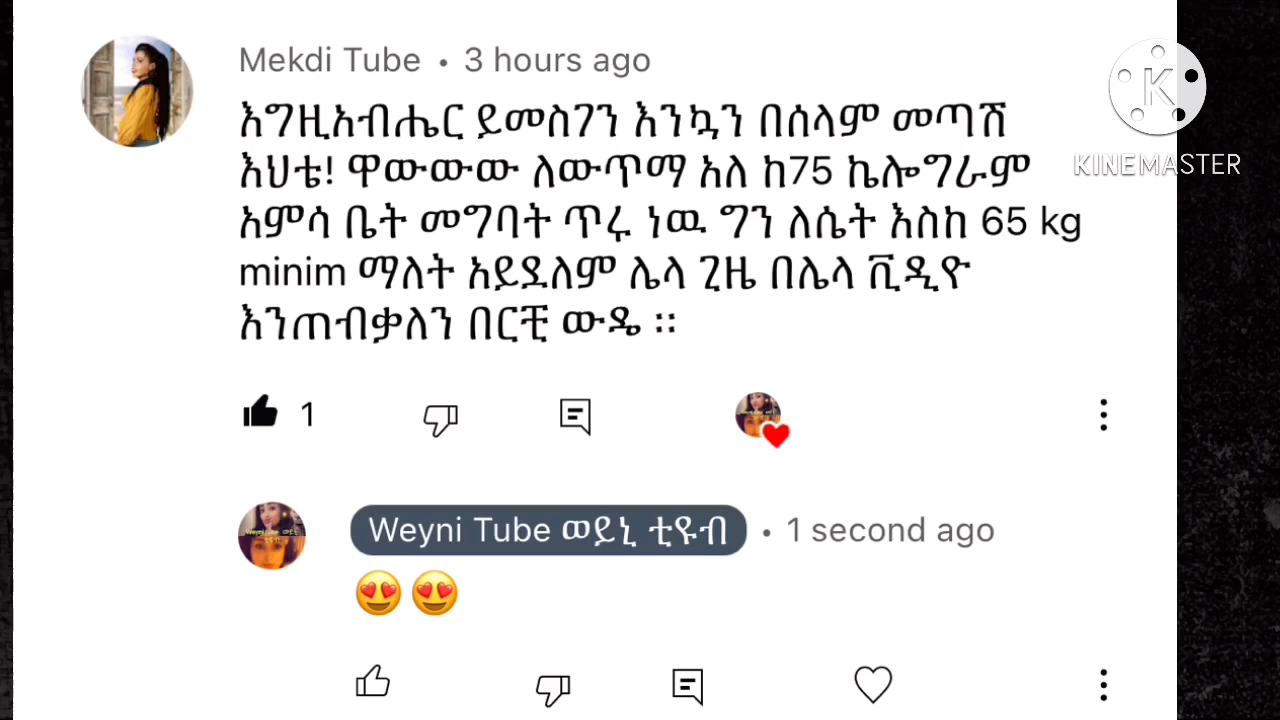 Mekdi Tube • 3 hours ago
እግዚአብሔር ይመስገን እንኳን በሰላም መጣሽ
እህቴ! ዋውውው ለውጥማ አለ ከ75 ኬሎግራም
አምሳ ቤት መግባት ጥሩ ነዉ ግን ለሴት እስከ 65 kg
minim ማለት አይደለም ሌላ ጊዜ በሌላ ቪዲዮ
እንጠብቃለን በርቺ ውዴ ፡፡
1
Weyni Tube ወይኒ ቲዩብ • 1 second ago
😍 😍
K
KINEMASTER